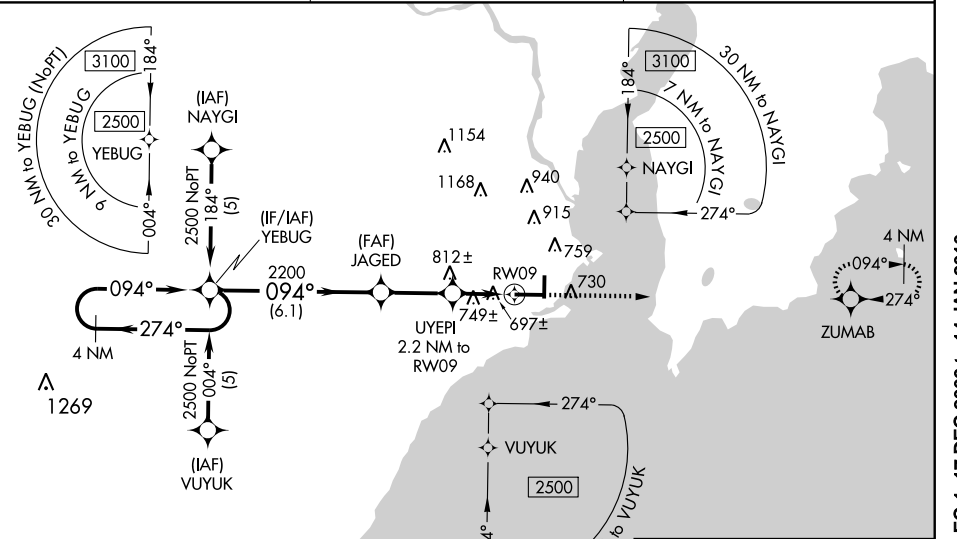 3100
184°
2500
YEBUG
004°
30 NM to YEBUG (NoPT)
9 NM to YEBUG
(IAF)
NAYGI
2500 NoPT
184°
(5)
(IF/IAF)
YEBUG
094°
274°
4 NM
1269
2500 NoPT
004°
(5)
(IAF)
VUYUK
2200
094°
(6.1)
(FAF)
JAGED
812±
749±
UYEPI
2.2 NM to
RW09
RW09
697±
730
759
915
940
1168
1154
184°
3100
30 NM to NAYGI
7 NM to NAYGI
2500
NAYGI
274°
4 NM
094°
274°
ZUMAB
274°
VUYUK
2500
to VUYUK